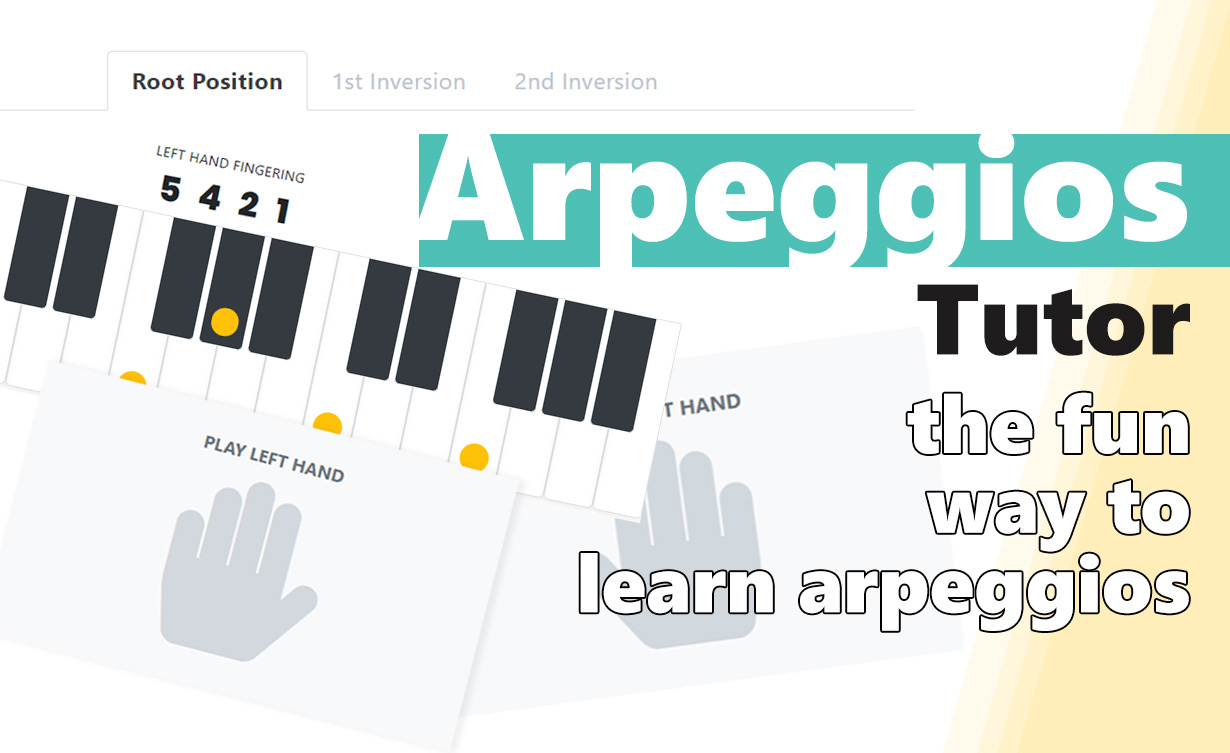 Root Position 1st Inversion 2nd Inversion
LEFT HAND FINGERING
5 4 2 1
Arpeggios
Tutor
T HAND
PLAY LEFT HAND
the fun
way to
learn arpeggios